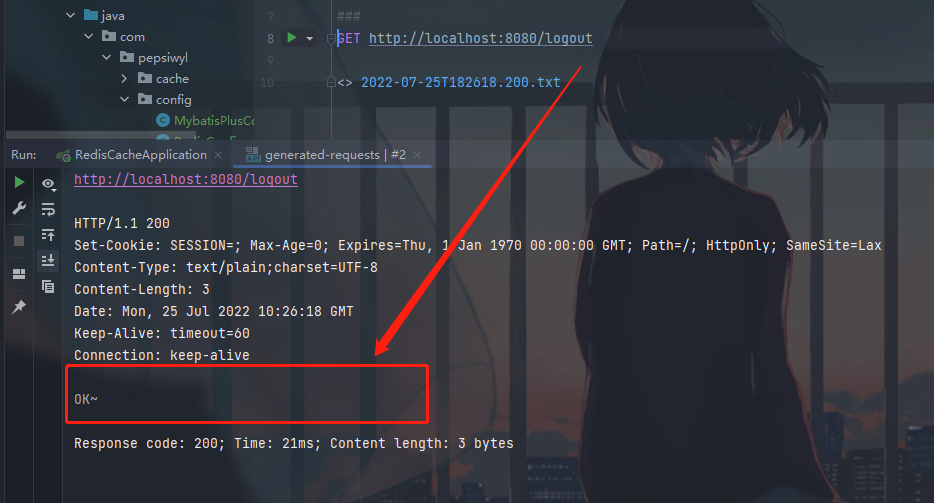 java
com
pepsiwyl
cache
config
MybatisPlusCo
7 ###
8 GET http://localhost:8080/logout
9
10 <> 2022-07-25T182618.200.txt
Run: RedisCacheApplication × generated-requests | #2 ×
http://localhost:8080/logout
HTTP/1.1 200
Set-Cookie: SESSION=; Max-Age=0; Expires=Thu, 1 Jan 1970 00:00:00 GMT; Path=/; HttpOnly; SameSite=Lax
Content-Type: text/plain;charset=UTF-8
Content-Length: 3
Date: Mon, 25 Jul 2022 10:26:18 GMT
Keep-Alive: timeout=60
Connection: keep-alive
OK~
Response code: 200; Time: 21ms; Content length: 3 bytes